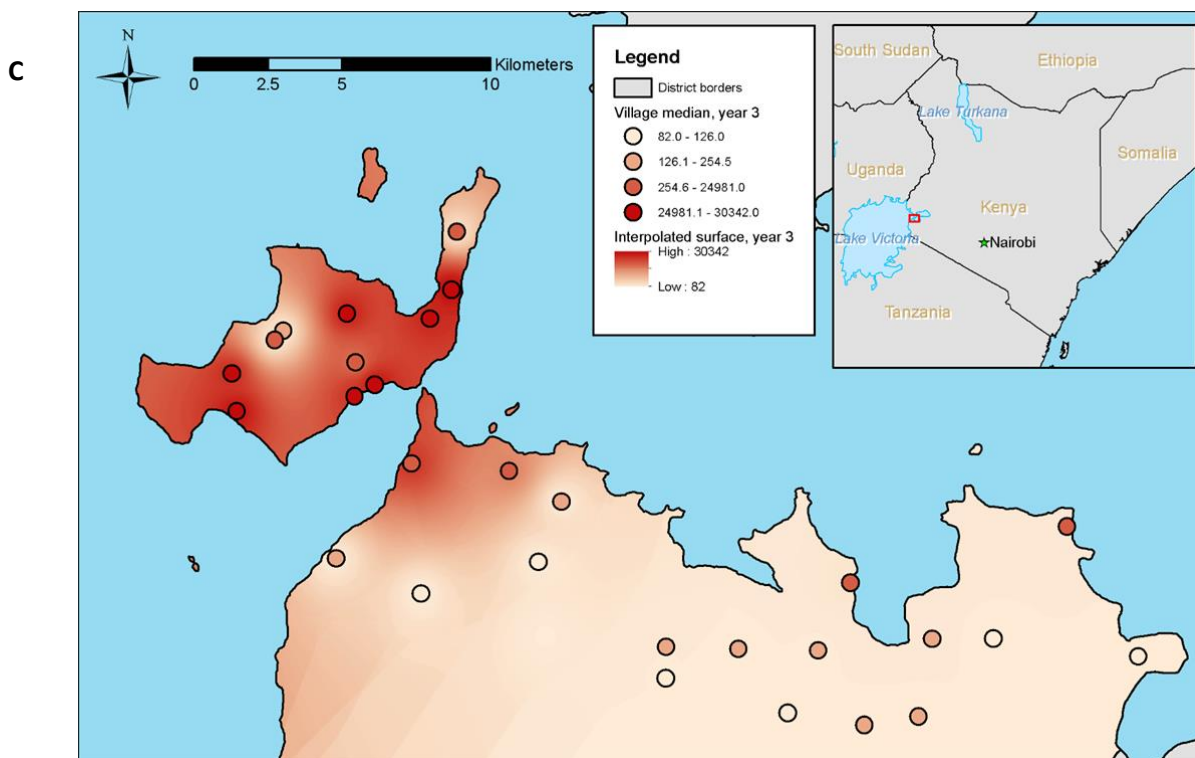 C
N
Kilometers
0 2.5 5 10
Legend
District borders
Village median, year 3
82.0 - 126.0
126.1 - 254.5
254.6 - 24981.0
24981.1 - 30342.0
Interpolated surface, year 3
High : 30342
Low : 82
South Sudan
Ethiopia
Lake Turkana
Somalia
Uganda
Kenya
Lake Victoria
Nairobi
Tanzania